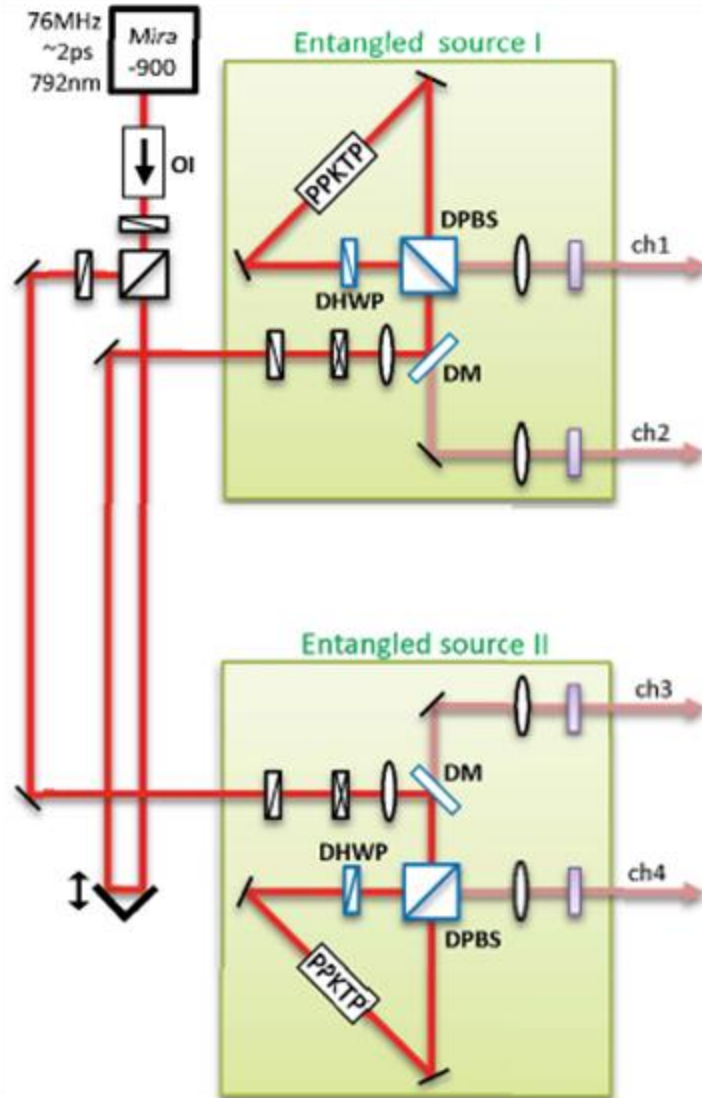 76MHz
~2ps
792nm
Mira
-900
OI
Entangled source I
PPKTP
DPBS
DHWP
ch1
DM
ch2
Entangled source II
ch3
DM
DHWP
ch4
DPBS
PPKTP